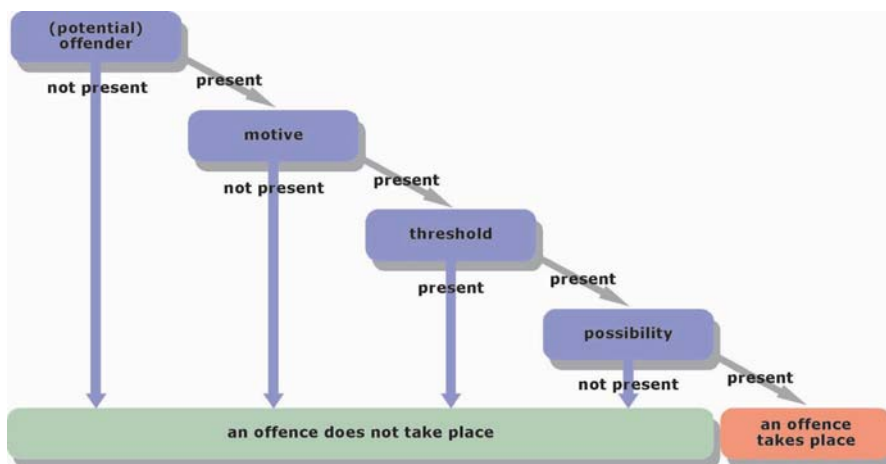 (potential)
offender
not present
present
motive
not present
present
threshold
present
present
possibility
not present
present
an offence does not take place
an offence
takes place